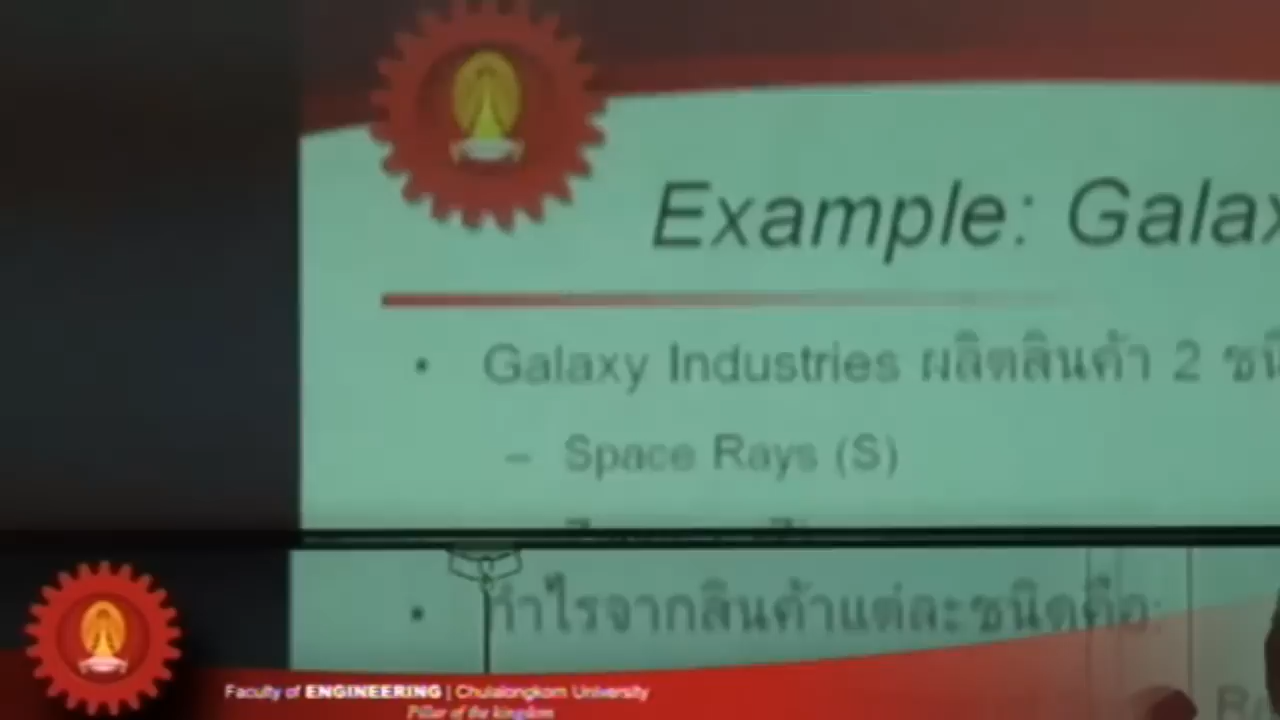 Example: Galax
• Galaxy Industries ผลิตสินค้า 2 ชนิ
– Space Rays (S)
• กำไรจากสินค้าแต่ละชนิดคือ:
Faculty of ENGINEERING | Chulalongkorn University
Pillar of the kingdom